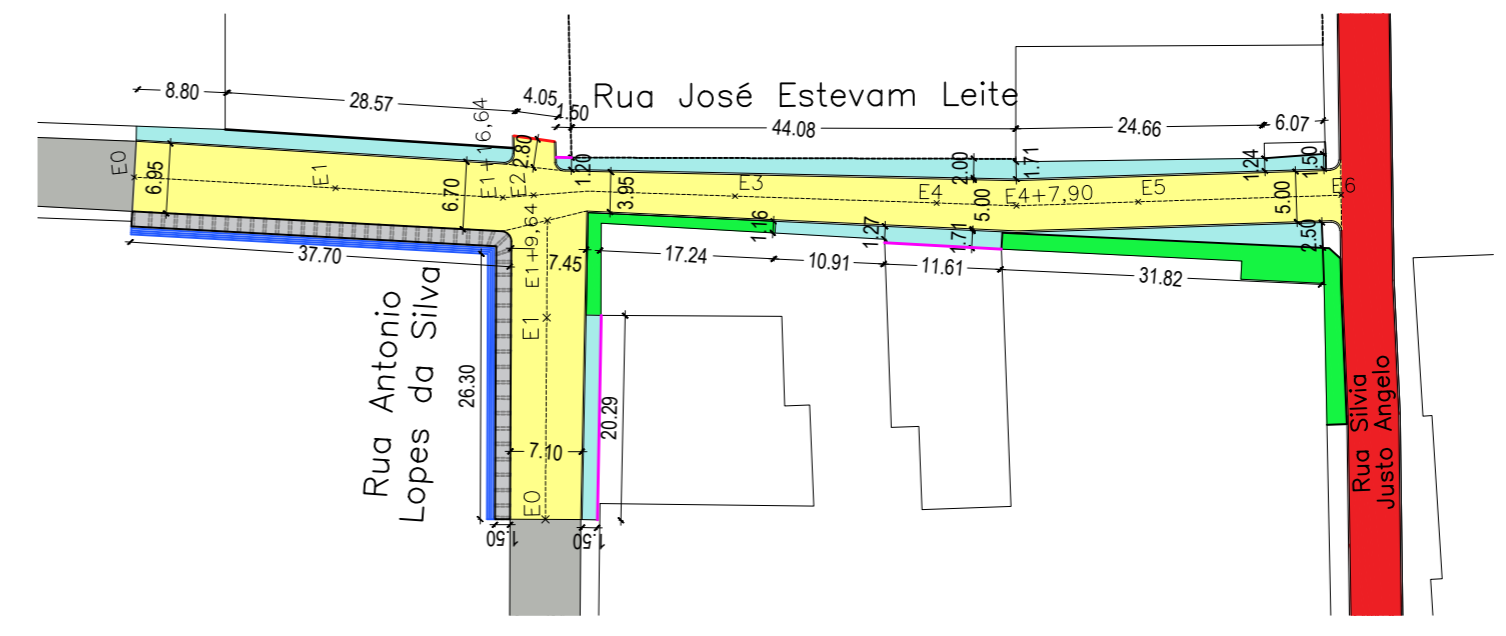 8.80
28.57
4.05
1.50
Rua José Estevam Leite
44.08
24.66
6.07
E0
6.95
E1
6.70
E1+16,64
E2
2.80
1.20
3.95
E3
2.00
E4
5.00
1.71
E4+7,90
E5
1.24
5.00
1.50
E6
37.70
E1+9,64
7.45
1.16
17.24
10.91
1.27
11.61
1.71
31.82
2.50
Rua Antonio
Lopes da Silva
26.30
E1
20.29
7.10
E0
1.50
1.50
Rua Silvia
Justo Angelo